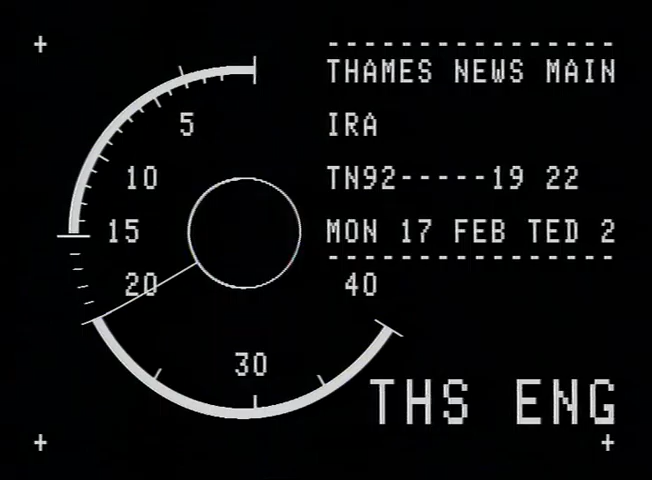 THAMES NEWS MAIN
IRA
TN92-----19 22
MON 17 FEB TED 2
5
10
15
20
30
40
THS ENG